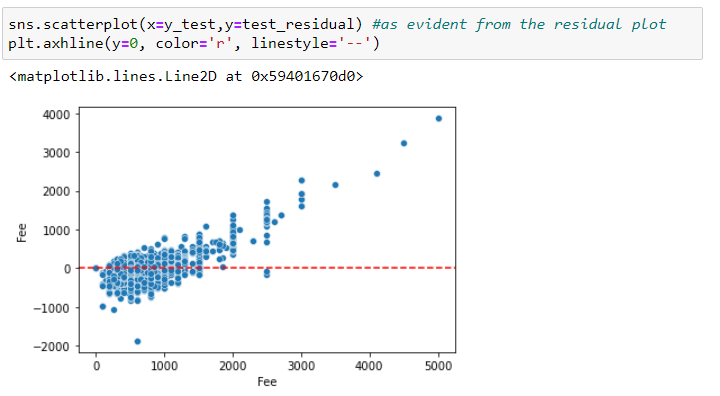 sns.scatterplot(x=y_test,y=test_residual) #as evident from the residual plot
plt.axhline(y=0, color='r', linestyle='--')
<matplotlib.lines.Line2D at 0x59401670d0>
4000
3000
2000
1000
0
−1000
−2000
Fee
0 1000 2000 3000 4000 5000
Fee